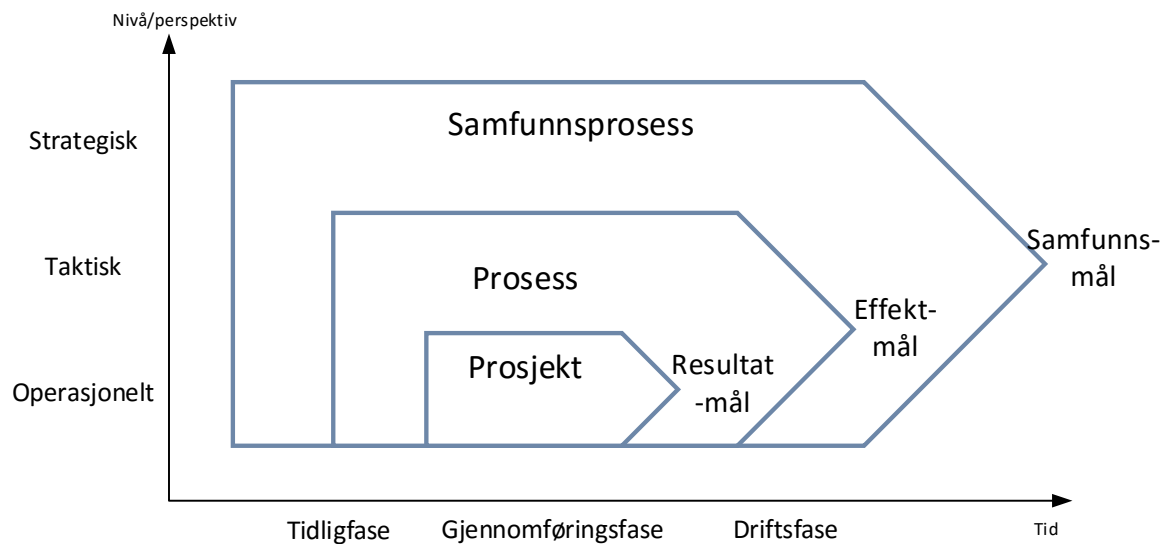 Nivå/perspektiv
Strategisk
Samfunnsprosess
Samfunns-
mål
Taktisk
Prosess
Effekt-
mål
Operasjonelt
Prosjekt
Resultat
-mål
Tidligfase
Gjennomføringsfase
Driftsfase
Tid